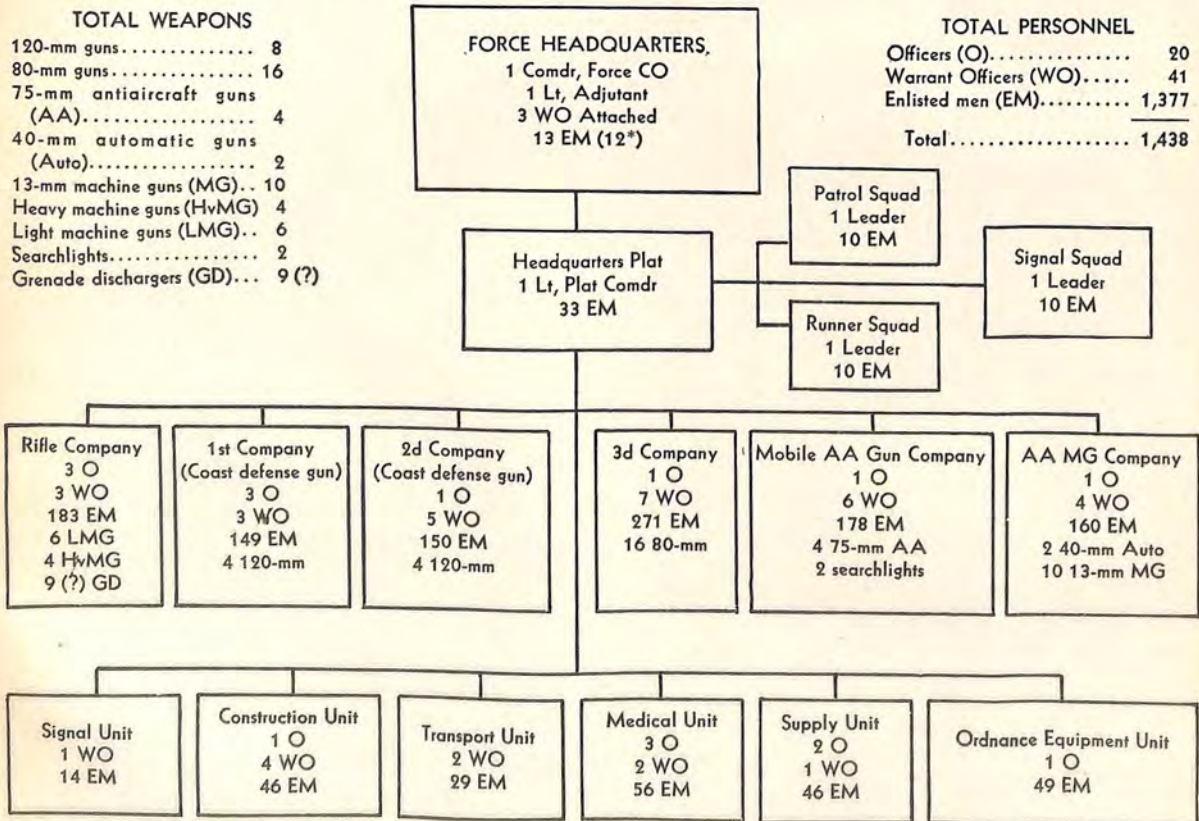 TOTAL WEAPONS
120-mm guns.............. 8
80-mm guns............... 16
75-mm antiaircraft guns
(AA)................. 4
40-mm automatic guns
(Auto)................ 2
13-mm machine guns (MG).. 10
Heavy machine guns (HvMG) 4
Light machine guns (LMG).. 6
Searchlights............... 2
Grenade dischargers (GD)... 9 (?)
FORCE HEADQUARTERS
1 Comdr, Force CO
1 Lt, Adjutant
3 WO Attached
13 EM (12*)
TOTAL PERSONNEL
Officers (O)............... 20
Warrant Officers (WO)..... 41
Enlisted men (EM).......... 1,377
Total..................... 1,438
Headquarters Plat
1 Lt, Plat Comdr
33 EM
Patrol Squad
1 Leader
10 EM
Signal Squad
1 Leader
10 EM
Runner Squad
1 Leader
10 EM
Rifle Company
3 O
3 WO
183 EM
6 LMG
4 HvMG
9 (?) GD
1st Company
(Coast defense gun)
3 O
3 WO
149 EM
4 120-mm
2d Company
(Coast defense gun)
1 O
5 WO
150 EM
4 120-mm
3d Company
1 O
7 WO
271 EM
16 80-mm
Mobile AA Gun Company
1 O
6 WO
178 EM
4 75-mm AA
2 searchlights
AA MG Company
1 O
4 WO
160 EM
2 40-mm Auto
10 13-mm MG
Signal Unit
1 WO
14 EM
Construction Unit
1 O
4 WO
46 EM
Transport Unit
2 WO
29 EM
Medical Unit
3 O
2 WO
56 EM
Supply Unit
2 O
1 WO
46 EM
Ordnance Equipment Unit
1 O
49 EM